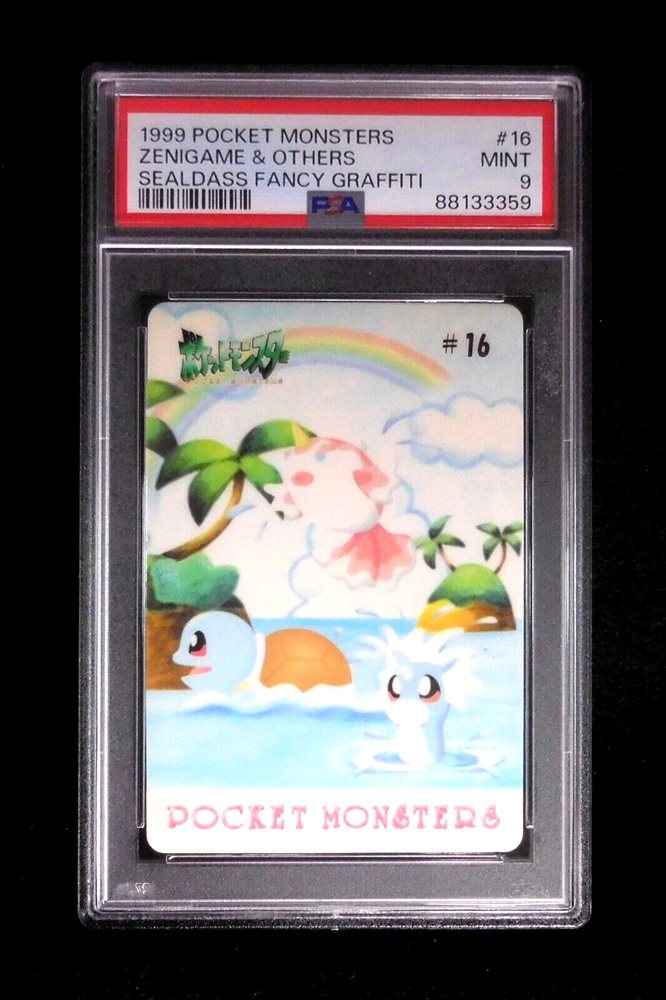 1999 POCKET MONSTERS #16
ZENIGAME & OTHERS MINT
SEALDASS FANCY GRAFFITI 9
PSA 88133359
ポケットモンスター
#16
POCKET MONSTERS